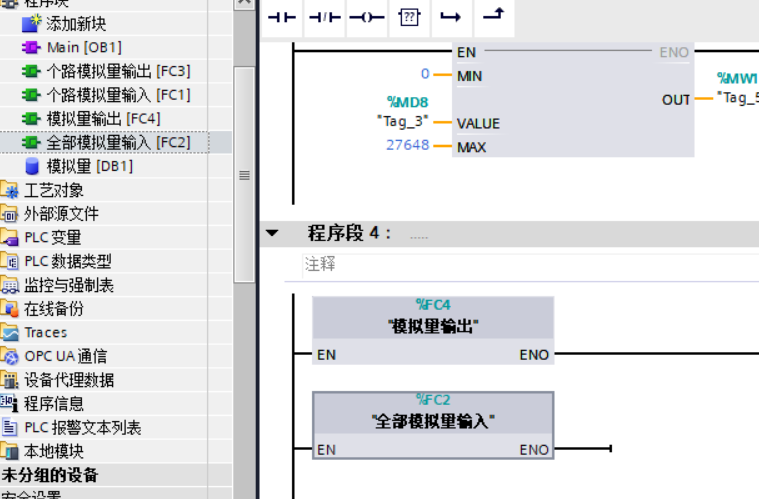 程序块
添加新块
Main [OB1]
个路模拟量输出 [FC3]
个路模拟量输入 [FC1]
模拟量输出 [FC4]
全部模拟量输入 [FC2]
模拟量 [DB1]
工艺对象
外部源文件
PLC 变量
PLC 数据类型
监控与强制表
在线备份
Traces
OPC UA 通信
设备代理数据
程序信息
PLC 报警文本列表
本地模块
未分组的设备
安全设置
??
EN ENO
0 MIN
%MD8
"Tag_3" VALUE
27648 MAX
%MW1
OUT "Tag_5
程序段 4： .....
注释
%FC4
"模拟量输出"
EN ENO
%FC2
"全部模拟量输入"
EN ENO